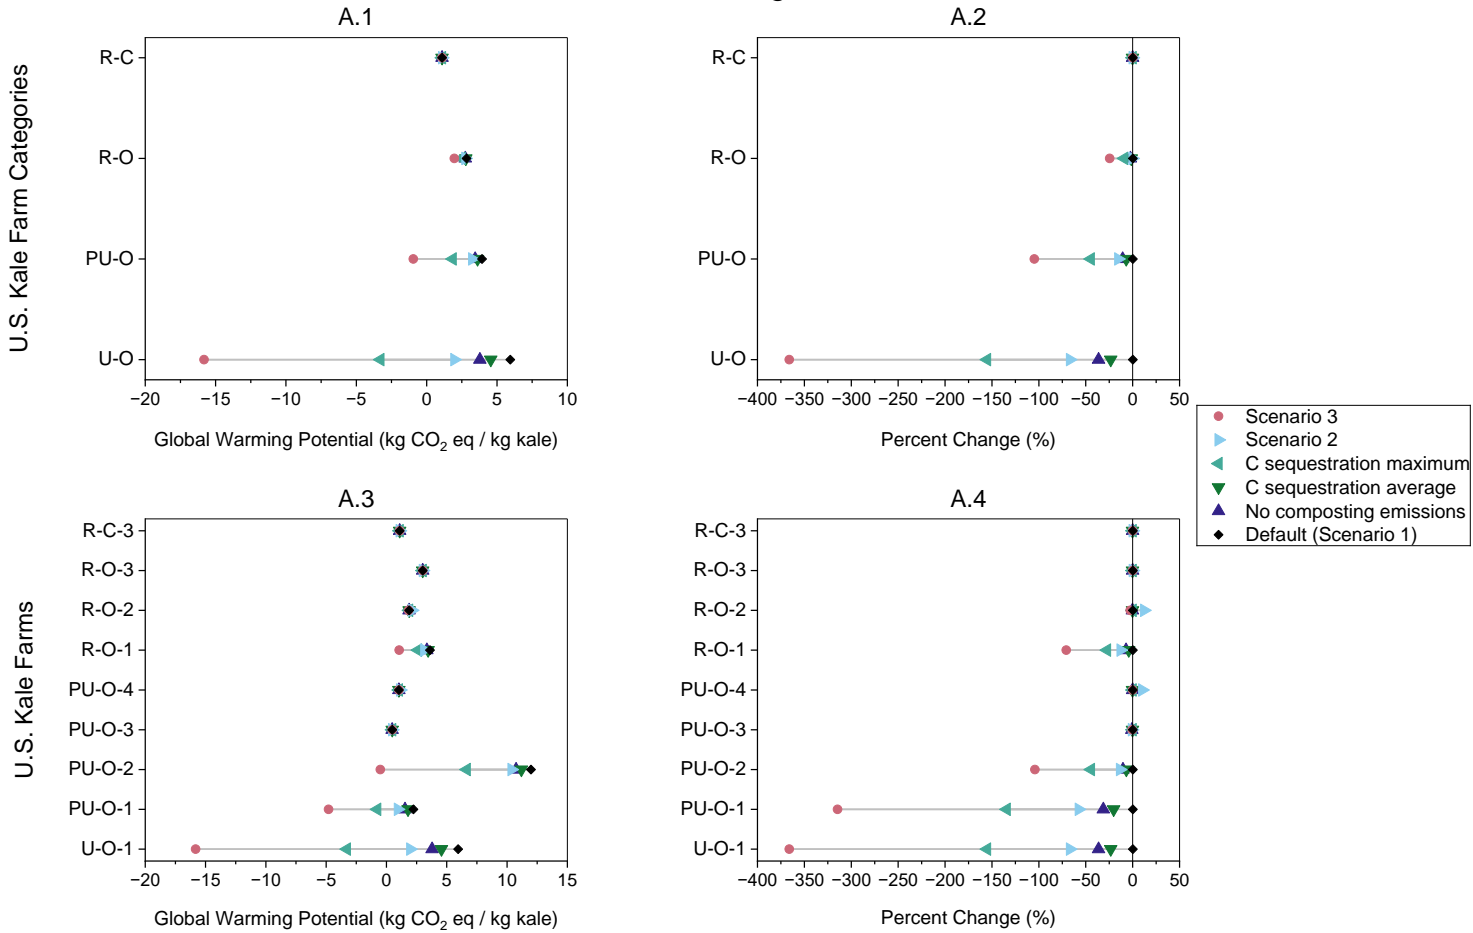 A.1
U.S. Kale Farm Categories
R-C
R-O
PU-O
U-O
−20 −15 −10 −5 0 5 10
Global Warming Potential (kg CO₂ eq / kg kale)
A.2
R-C
R-O
PU-O
U-O
−400 −350 −300 −250 −200 −150 −100 −50 0 50
Percent Change (%)
Scenario 3
Scenario 2
C sequestration maximum
C sequestration average
No composting emissions
Default (Scenario 1)
A.3
U.S. Kale Farms
R-C-3
R-O-3
R-O-2
R-O-1
PU-O-4
PU-O-3
PU-O-2
PU-O-1
U-O-1
−20 −15 −10 −5 0 5 10 15
Global Warming Potential (kg CO₂ eq / kg kale)
A.4
R-C-3
R-O-3
R-O-2
R-O-1
PU-O-4
PU-O-3
PU-O-2
PU-O-1
U-O-1
−400 −350 −300 −250 −200 −150 −100 −50 0 50
Percent Change (%)